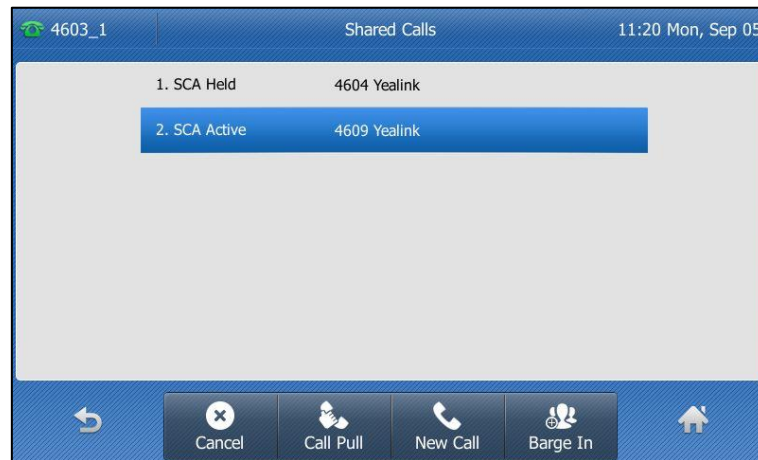 4603_1 Shared Calls 11:20 Mon, Sep 05
1. SCA Held 4604 Yealink
2. SCA Active 4609 Yealink
Cancel Call Pull New Call Barge In